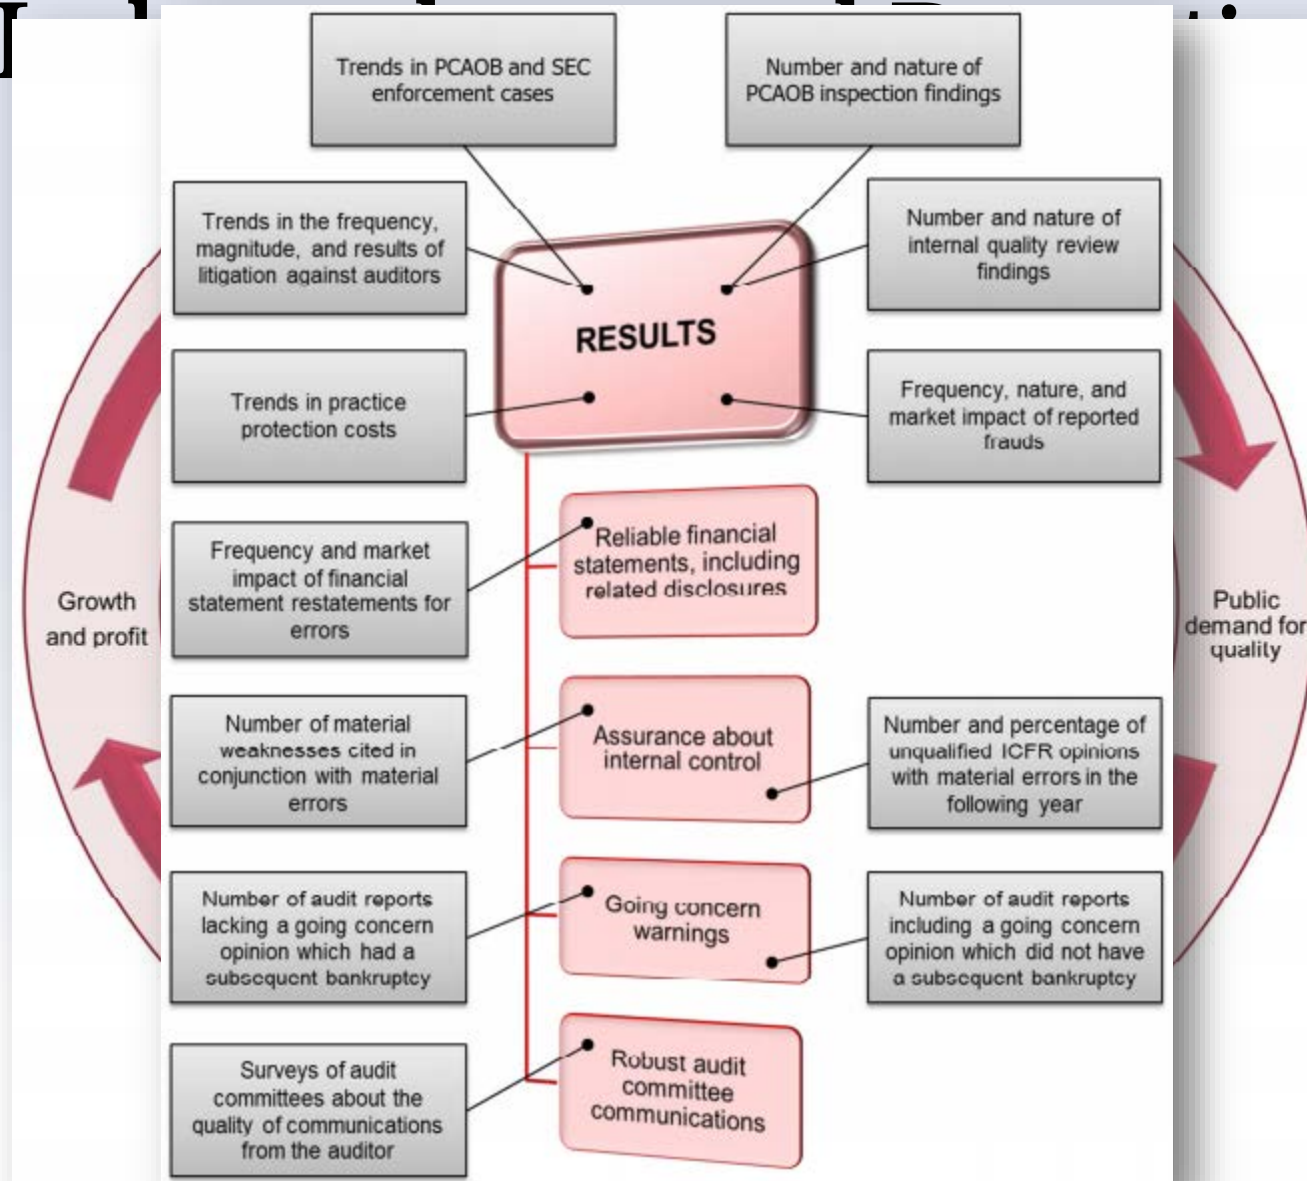 Trends in PCAOB and SEC
enforcement cases
Number and nature of
PCAOB inspection findings
Trends in the frequency,
magnitude, and results of
litigation against auditors
Number and nature of
internal quality review
findings
RESULTS
Trends in practice
protection costs
Frequency, nature, and
market impact of reported
frauds
Frequency and market
impact of financial
statement restatements for
errors
Reliable financial
statements, including
related disclosures
Growth
and profit
Public
demand for
quality
Number of material
weaknesses cited in
conjunction with material
errors
Assurance about
internal control
Number and percentage of
unqualified ICFR opinions
with material errors in the
following year
Number of audit reports
lacking a going concern
opinion which had a
subsequent bankruptcy
Going concern
warnings
Number of audit reports
including a going concern
opinion which did not have
a subsequent bankruptcy
Surveys of audit
committees about the
quality of communications
from the auditor
Robust audit
committee
communications